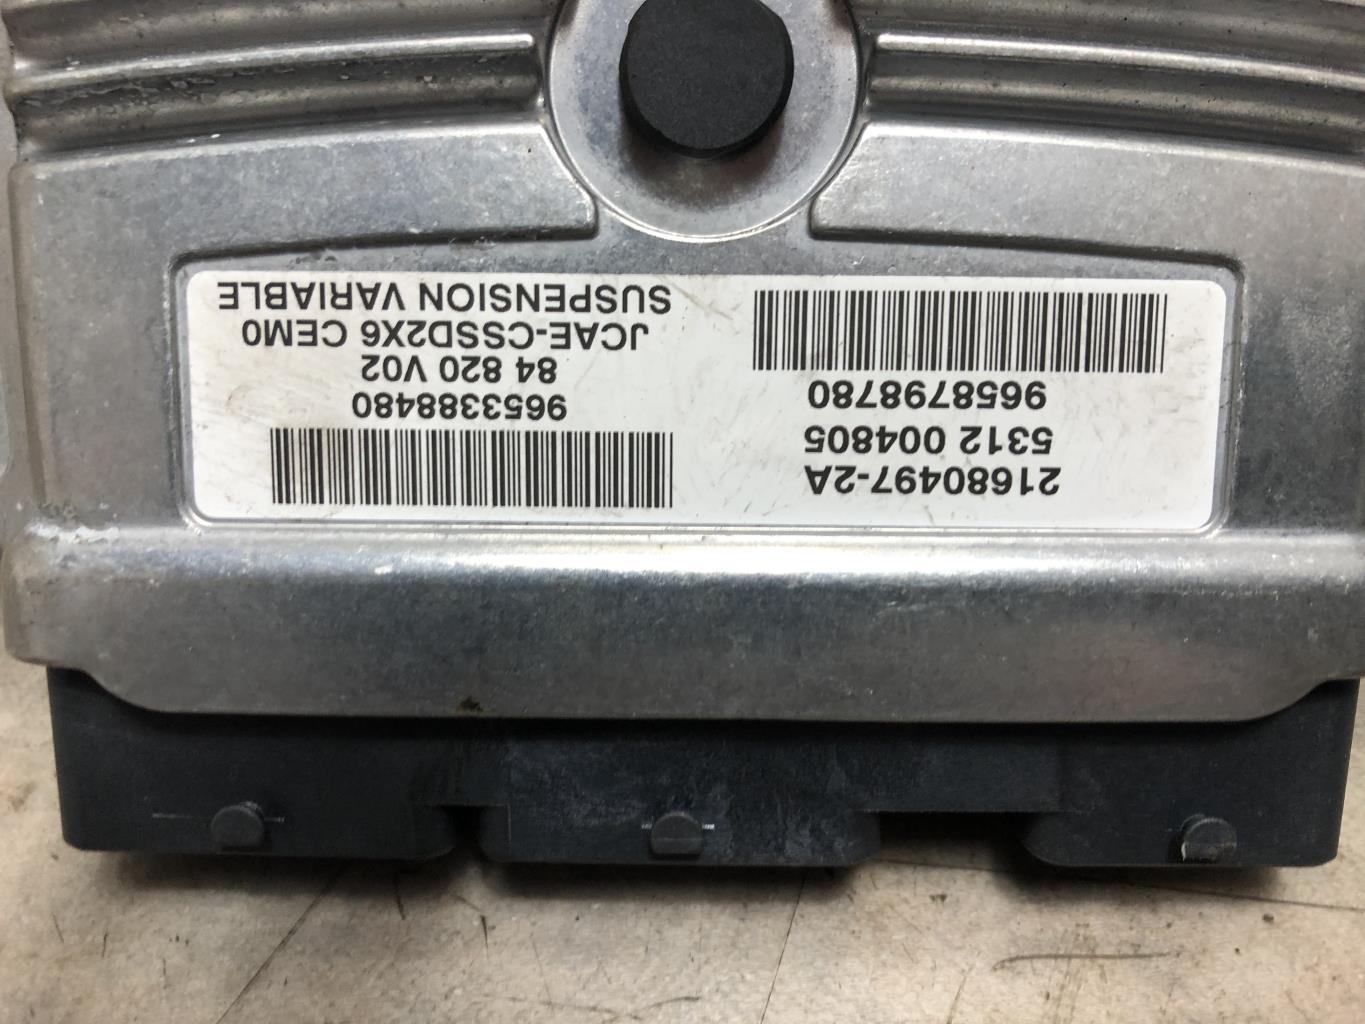 21680497-2A
5312 004805
9658798780
9653388480
84 820 V02
JCAE-CSSD2X6 CEM0
SUSPENSION VARIABLE